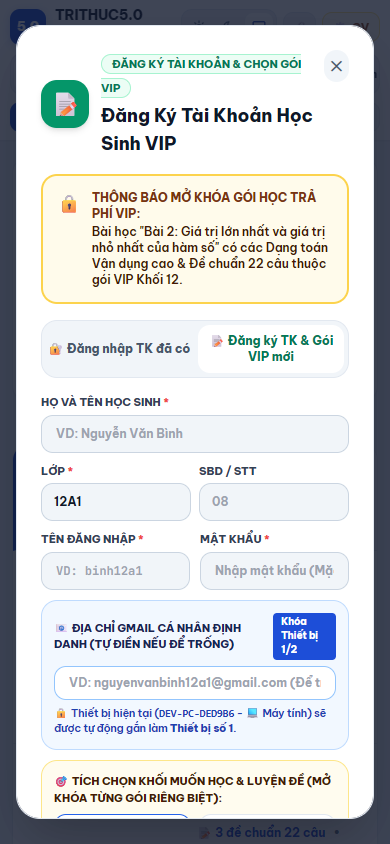 TRITHUC5.0
ĐĂNG KÝ TÀI KHOẢN & CHỌN GÓI
VIP
Đăng Ký Tài Khoản Học
Sinh VIP
THÔNG BÁO MỞ KHÓA GÓI HỌC TRẢ
PHÍ VIP:
Bài học "Bài 2: Giá trị lớn nhất và giá trị
nhỏ nhất của hàm số" có các Dạng toán
Vận dụng cao & Đề chuẩn 22 câu thuộc
gói VIP Khối 12.
Đăng nhập TK đã có
Đăng ký TK & Gói
VIP mới
HỌ VÀ TÊN HỌC SINH *
VD: Nguyễn Văn Bình
LỚP *
SBD / STT
12A1
08
TÊN ĐĂNG NHẬP *
MẬT KHẨU *
VD: binh12a1
Nhập mật khẩu (Mặ
ĐỊA CHỈ GMAIL CÁ NHÂN ĐỊNH
DANH (TỰ ĐIỀN NẾU ĐỂ TRỐNG)
Khóa
Thiết bị
1/2
VD: nguyenvanbinh12a1@gmail.com (Để t
Thiết bị hiện tại (DEV-PC-DED9B6 - Máy tính) sẽ
được tự động gắn làm Thiết bị số 1.
TÍCH CHỌN KHỐI MUỐN HỌC & LUYỆN ĐỀ (MỞ
KHÓA TỪNG GÓI RIÊNG BIỆT):
3 đề chuẩn 22 câu •